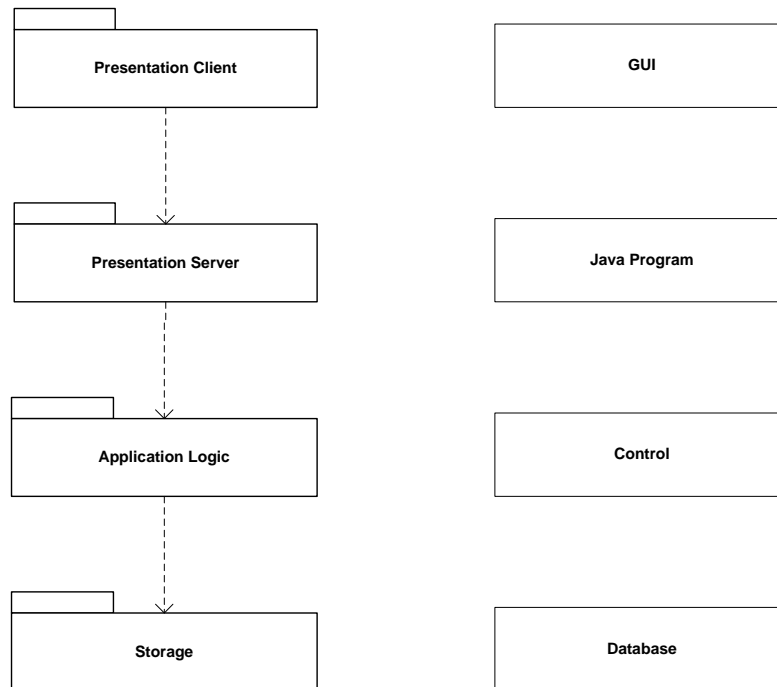 Presentation Client
GUI
Presentation Server
Java Program
Application Logic
Control
Storage
Database